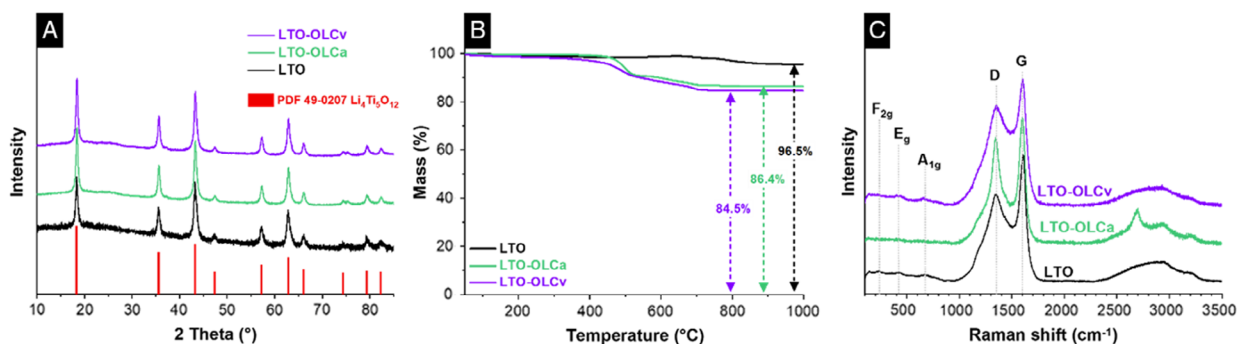 A
LTO-OLCv
LTO-OLCa
LTO
PDF 49-0207 Li₄Ti₅O₁₂
Intensity
10 20 30 40 50 60 70 80
2 Theta (°)
B
100
80
60
40
20
0
Mass (%)
96.5%
86.4%
84.5%
LTO
LTO-OLCa
LTO-OLCv
200 400 600 800 1000
Temperature (°C)
C
D
G
F2g
Eg
A1g
LTO-OLCv
LTO-OLCa
LTO
Intensity
500 1000 1500 2000 2500 3000 3500
Raman shift (cm⁻¹)